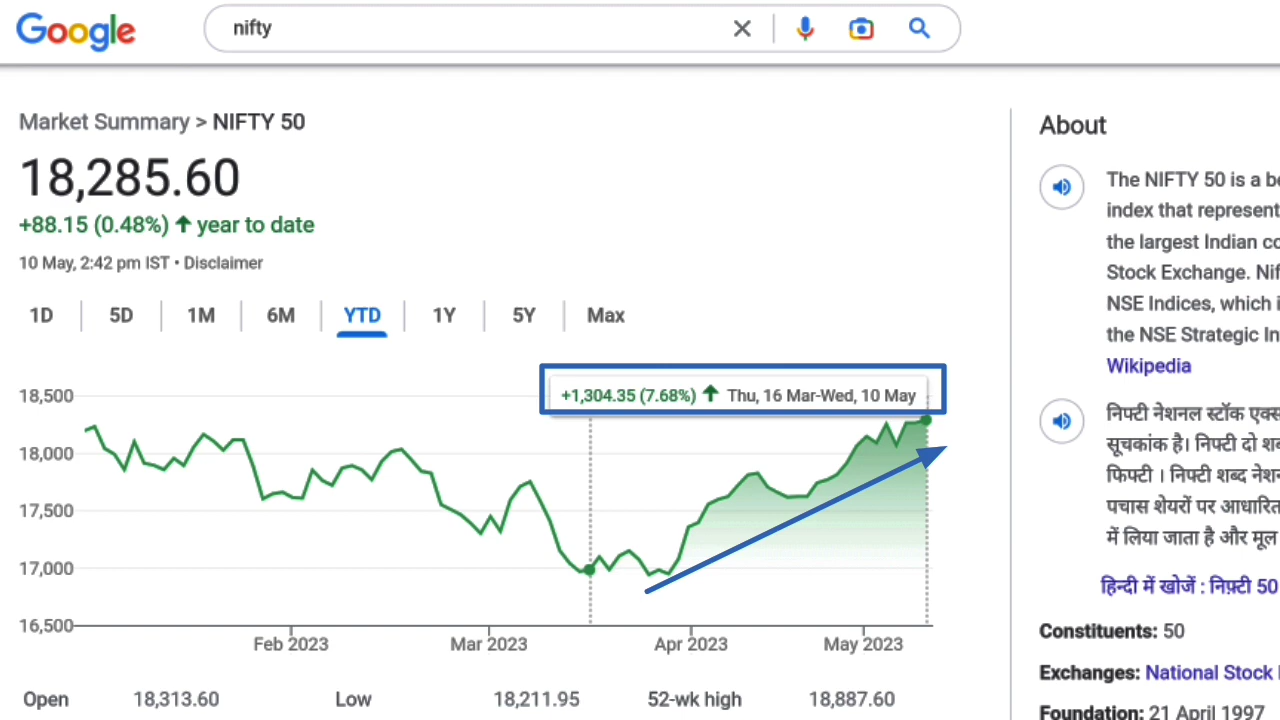 Google
nifty
Market Summary > NIFTY 50
18,285.60
+88.15 (0.48%) ↑ year to date
10 May, 2:42 pm IST • Disclaimer
1D 5D 1M 6M YTD 1Y 5Y Max
+1,304.35 (7.68%) ↑ Thu, 16 Mar-Wed, 10 May
18,500
18,000
17,500
17,000
16,500
Feb 2023 Mar 2023 Apr 2023 May 2023
Open 18,313.60 Low 18,211.95 52-wk high 18,887.60
About
The NIFTY 50 is a
index that represent
the largest Indian
Stock Exchange.
NSE Indices, which
the NSE Strategic
Wikipedia
निफ्टी नेशनल स्टॉक
सूचकांक है। निफ्टी दो
फिफ्टी । निफ्टी शब्द
पचास शेयरों पर आधारित
में लिया जाता है और मूल
हिन्दी में खोजें : निफ़्टी 50
Constituents: 50
Exchanges: National Stock
Foundation: 21 April 1997